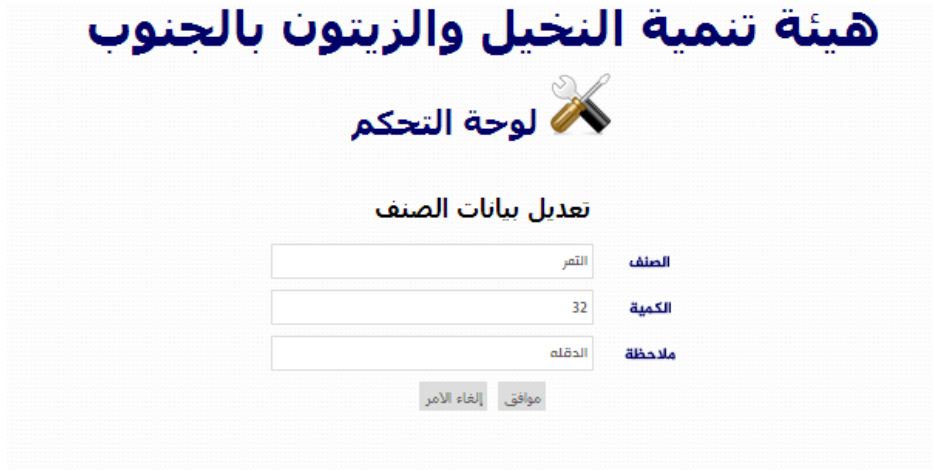 هيئة تنمية النخيل والزيتون بالجنوب
لوحة التحكم
تعديل بيانات الصنف
الصنف التمر
الكمية 32
ملاحظة الدقله
موافق إلغاء الامر